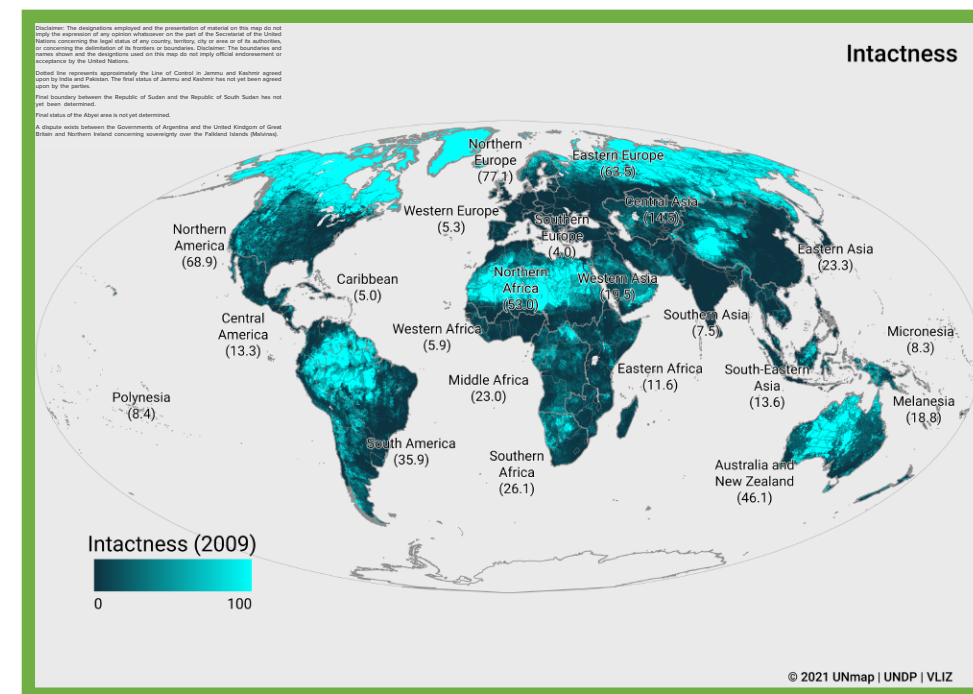 Disclaimer: The designations employed and the presentation of material on this map do not
imply the expression of any opinion whatsoever on the part of the Secretariat of the United
Nations concerning the legal status of any country, territory, city or area or of its authorities,
or concerning the delimitation of its frontiers or boundaries. Disclaimer: The boundaries and
names shown and the designtions used on this map do not imply official endoresement or
acceptance by the United Nations.
Dotted line represents approximately the Line of Control in Jammu and Kashmir agreed
upon by India and Pakistan. The final status of Jammu and Kashmir has not yet been agreed
upon by the parties.
Final boundary between the Republic of Sudan and the Republic of South Sudan has not
yet been determined.
Final status of the Abyei area is not yet determined.
A dispute exists between the Governments of Argentina and the United Kindgom of Great
Britain and Northern Ireland concerning sovereignty over the Falkland Islands (Malvinas).
Intactness
Northern
Europe
(77.1)
Eastern Europe
(63.5)
Western Europe
(5.3)
Southern
Europe
(4.0)
Central Asia
(14.5)
Northern
America
(68.9)
Eastern Asia
(23.3)
Caribbean
(5.0)
Northern
Africa
(53.0)
Western Asia
(19.5)
Central
America
(13.3)
Western Africa
(5.9)
Southern Asia
(7.5)
Micronesia
(8.3)
Polynesia
(8.4)
Middle Africa
(23.0)
Eastern Africa
(11.6)
South-Eastern
Asia
(13.6)
Melanesia
(18.8)
South America
(35.9)
Southern
Africa
(26.1)
Australia and
New Zealand
(46.1)
Intactness (2009)
0 100
© 2021 UNmap | UNDP | VLIZ